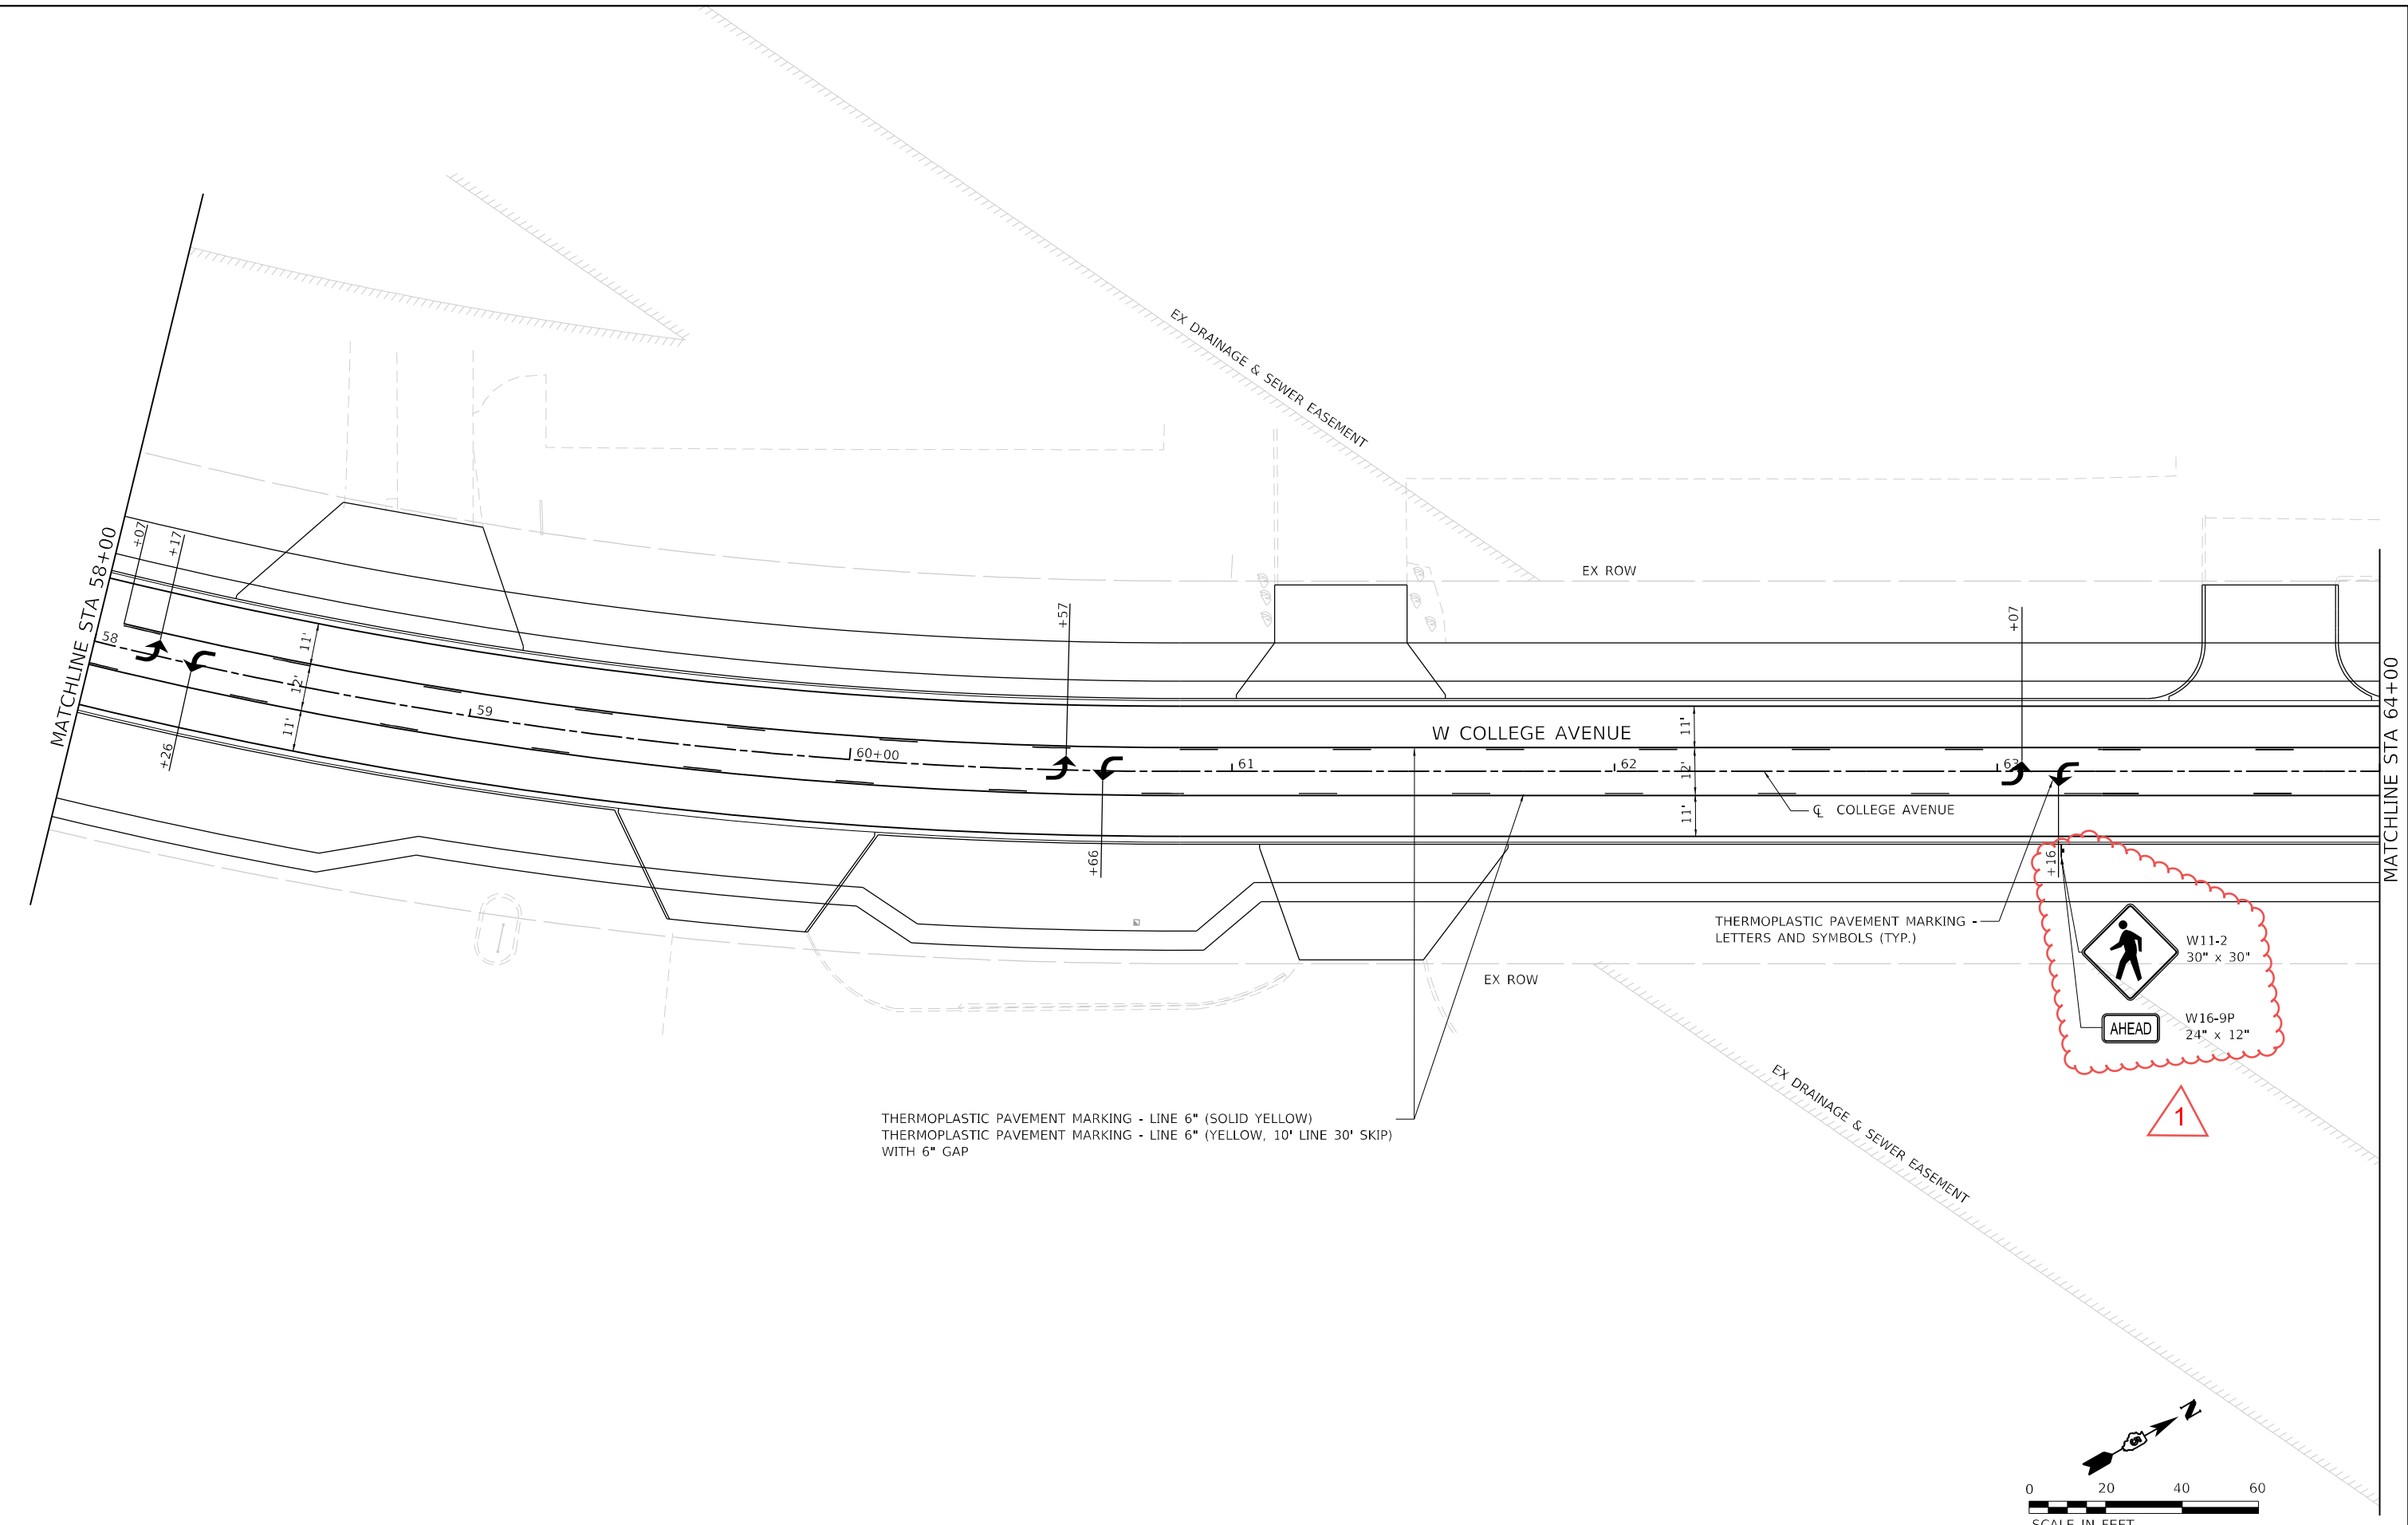 EX DRAINAGE & SEWER EASEMENT
MATCHLINE STA 58+00
+07
+17
58
+26
11'
12'
11'
59
60+00
+57
+66
EX ROW
W COLLEGE AVENUE
61
62
63
11'
12'
11'
+07
+16
℄ COLLEGE AVENUE
MATCHLINE STA 64+00
THERMOPLASTIC PAVEMENT MARKING -
LETTERS AND SYMBOLS (TYP.)
W11-2
30" x 30"
AHEAD
W16-9P
24" x 12"
1
EX ROW
EX DRAINAGE & SEWER EASEMENT
THERMOPLASTIC PAVEMENT MARKING - LINE 6" (SOLID YELLOW)
THERMOPLASTIC PAVEMENT MARKING - LINE 6" (YELLOW, 10' LINE 30' SKIP)
WITH 6" GAP
N
0 20 40 60
SCALE IN FEET